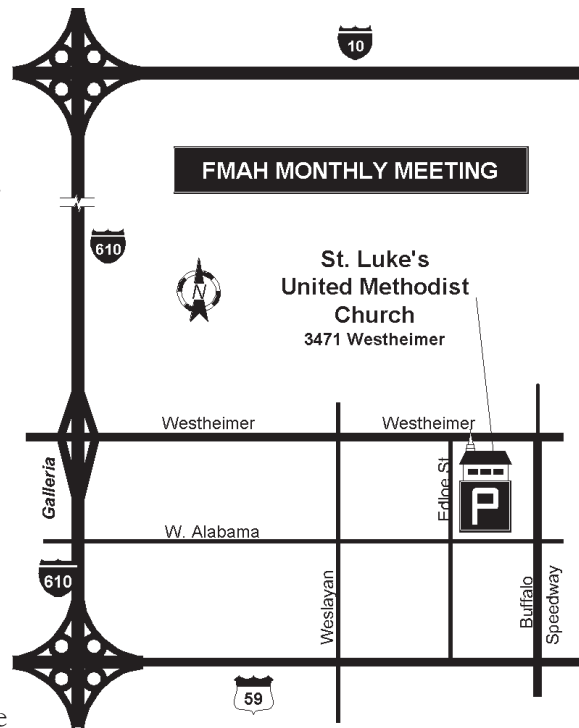 10
FMAH MONTHLY MEETING
610
N
St. Luke's
United Methodist
Church
3471 Westheimer
Westheimer
Westheimer
Galleria
Edloe St
P
W. Alabama
610
Weslayan
Buffalo
Speedway
59
e